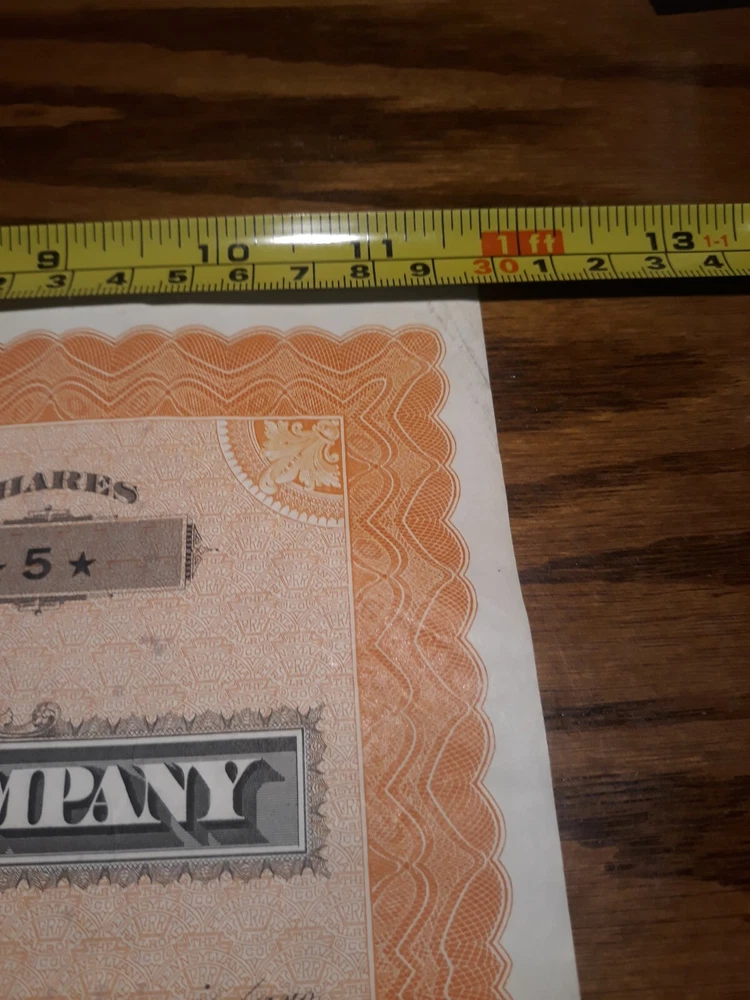 9 10 11 1 ft 13 1-1
3 4 5 6 7 8 9 30 1 2 3 4
HARES
5 ★
MPANY